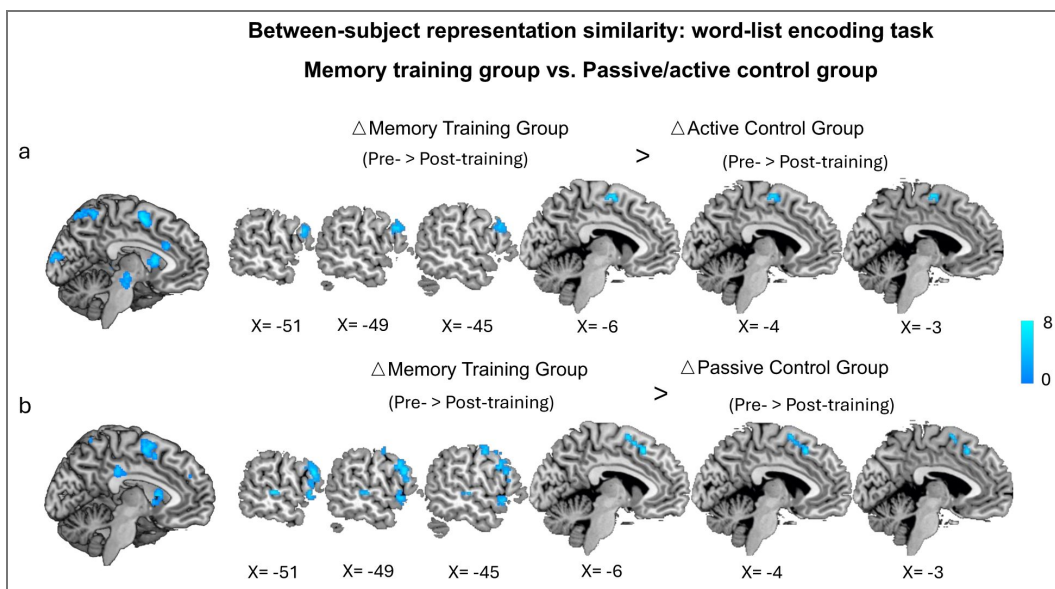 Between-subject representation similarity: word-list encoding task
Memory training group vs. Passive/active control group
a
△Memory Training Group > △Active Control Group
(Pre- > Post-training) (Pre- > Post-training)
X= -51 X= -49 X= -45 X= -6 X= -4 X= -3
8
0
b
△Memory Training Group > △Passive Control Group
(Pre- > Post-training) (Pre- > Post-training)
X= -51 X= -49 X= -45 X= -6 X= -4 X= -3